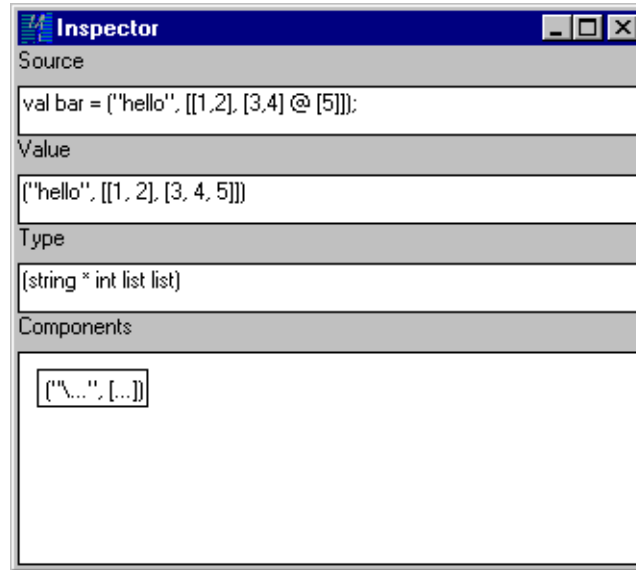 Inspector
Source
val bar = ("hello", [[1,2], [3,4] @ [5]]);
Value
("hello", [[1, 2], [3, 4, 5]])
Type
(string * int list list)
Components
("\...", [...])